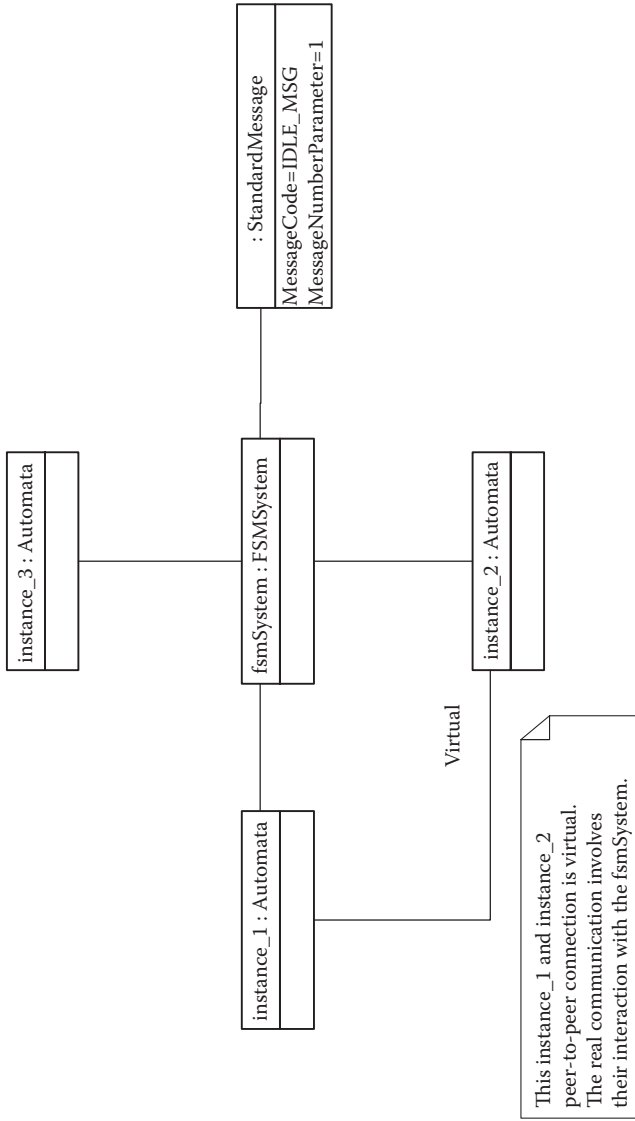 instance_3 : Automata
instance_1 : Automata
fsmSystem : FSMSystem
: StandardMessage
MessageCode=IDLE_MSG
MessageNumberParameter=1
Virtual
instance_2 : Automata
This instance_1 and instance_2
peer-to-peer connection is virtual.
The real communication involves
their interaction with the fsmSystem.